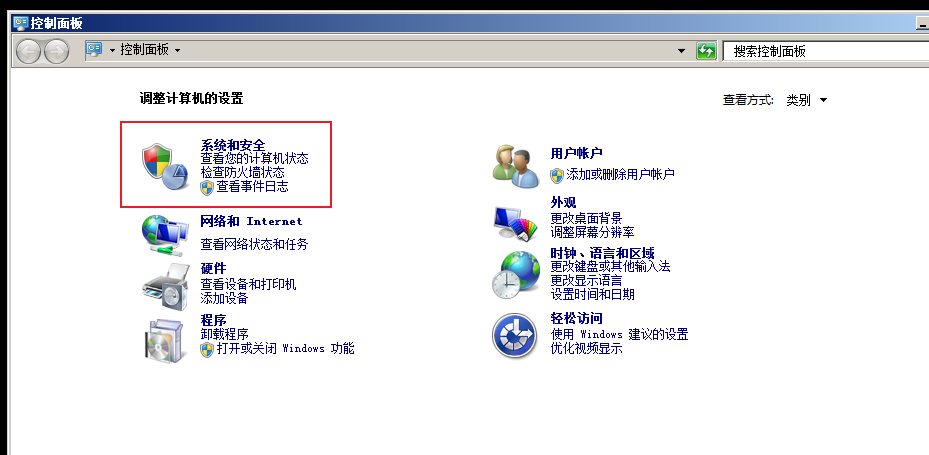 控制面板
控制面板
搜索控制面板
调整计算机的设置
查看方式: 类别
系统和安全
查看您的计算机状态
检查防火墙状态
查看事件日志
网络和 Internet
查看网络状态和任务
硬件
查看设备和打印机
添加设备
程序
卸载程序
打开或关闭 Windows 功能
用户帐户
添加或删除用户帐户
外观
更改桌面背景
调整屏幕分辨率
时钟、语言和区域
更改键盘或其他输入法
更改显示语言
设置时间和日期
轻松访问
使用 Windows 建议的设置
优化视频显示